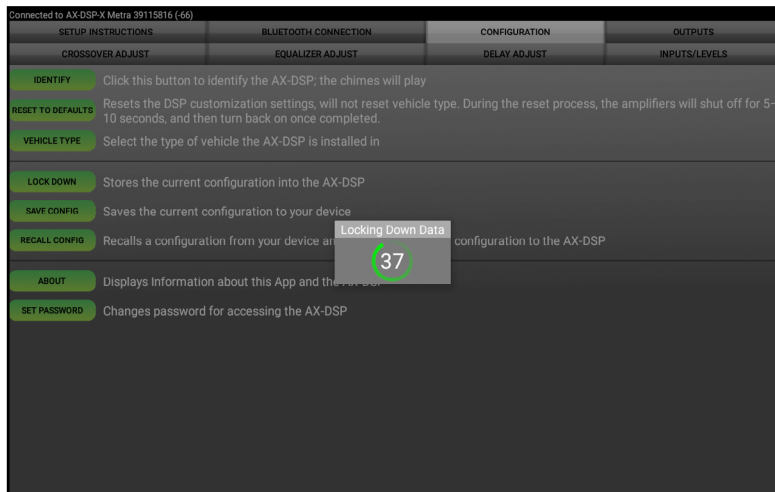 Connected to AX-DSP-X Metra 39115816 (-66)
SETUP INSTRUCTIONS
BLUETOOTH CONNECTION
CONFIGURATION
OUTPUTS
CROSSOVER ADJUST
EQUALIZER ADJUST
DELAY ADJUST
INPUTS/LEVELS
IDENTIFY
Click this button to identify the AX-DSP; the chimes will play
RESET TO DEFAULTS
Resets the DSP customization settings, will not reset vehicle type. During the reset process, the amplifiers will shut off for 5-
10 seconds, and then turn back on once completed.
VEHICLE TYPE
Select the type of vehicle the AX-DSP is installed in
LOCK DOWN
Stores the current configuration into the AX-DSP
SAVE CONFIG
Saves the current configuration to your device
Locking Down Data
37
RECALL CONFIG
Recalls a configuration from your device an configuration to the AX-DSP
ABOUT
Displays Information about this App and the AX-DSP
SET PASSWORD
Changes password for accessing the AX-DSP